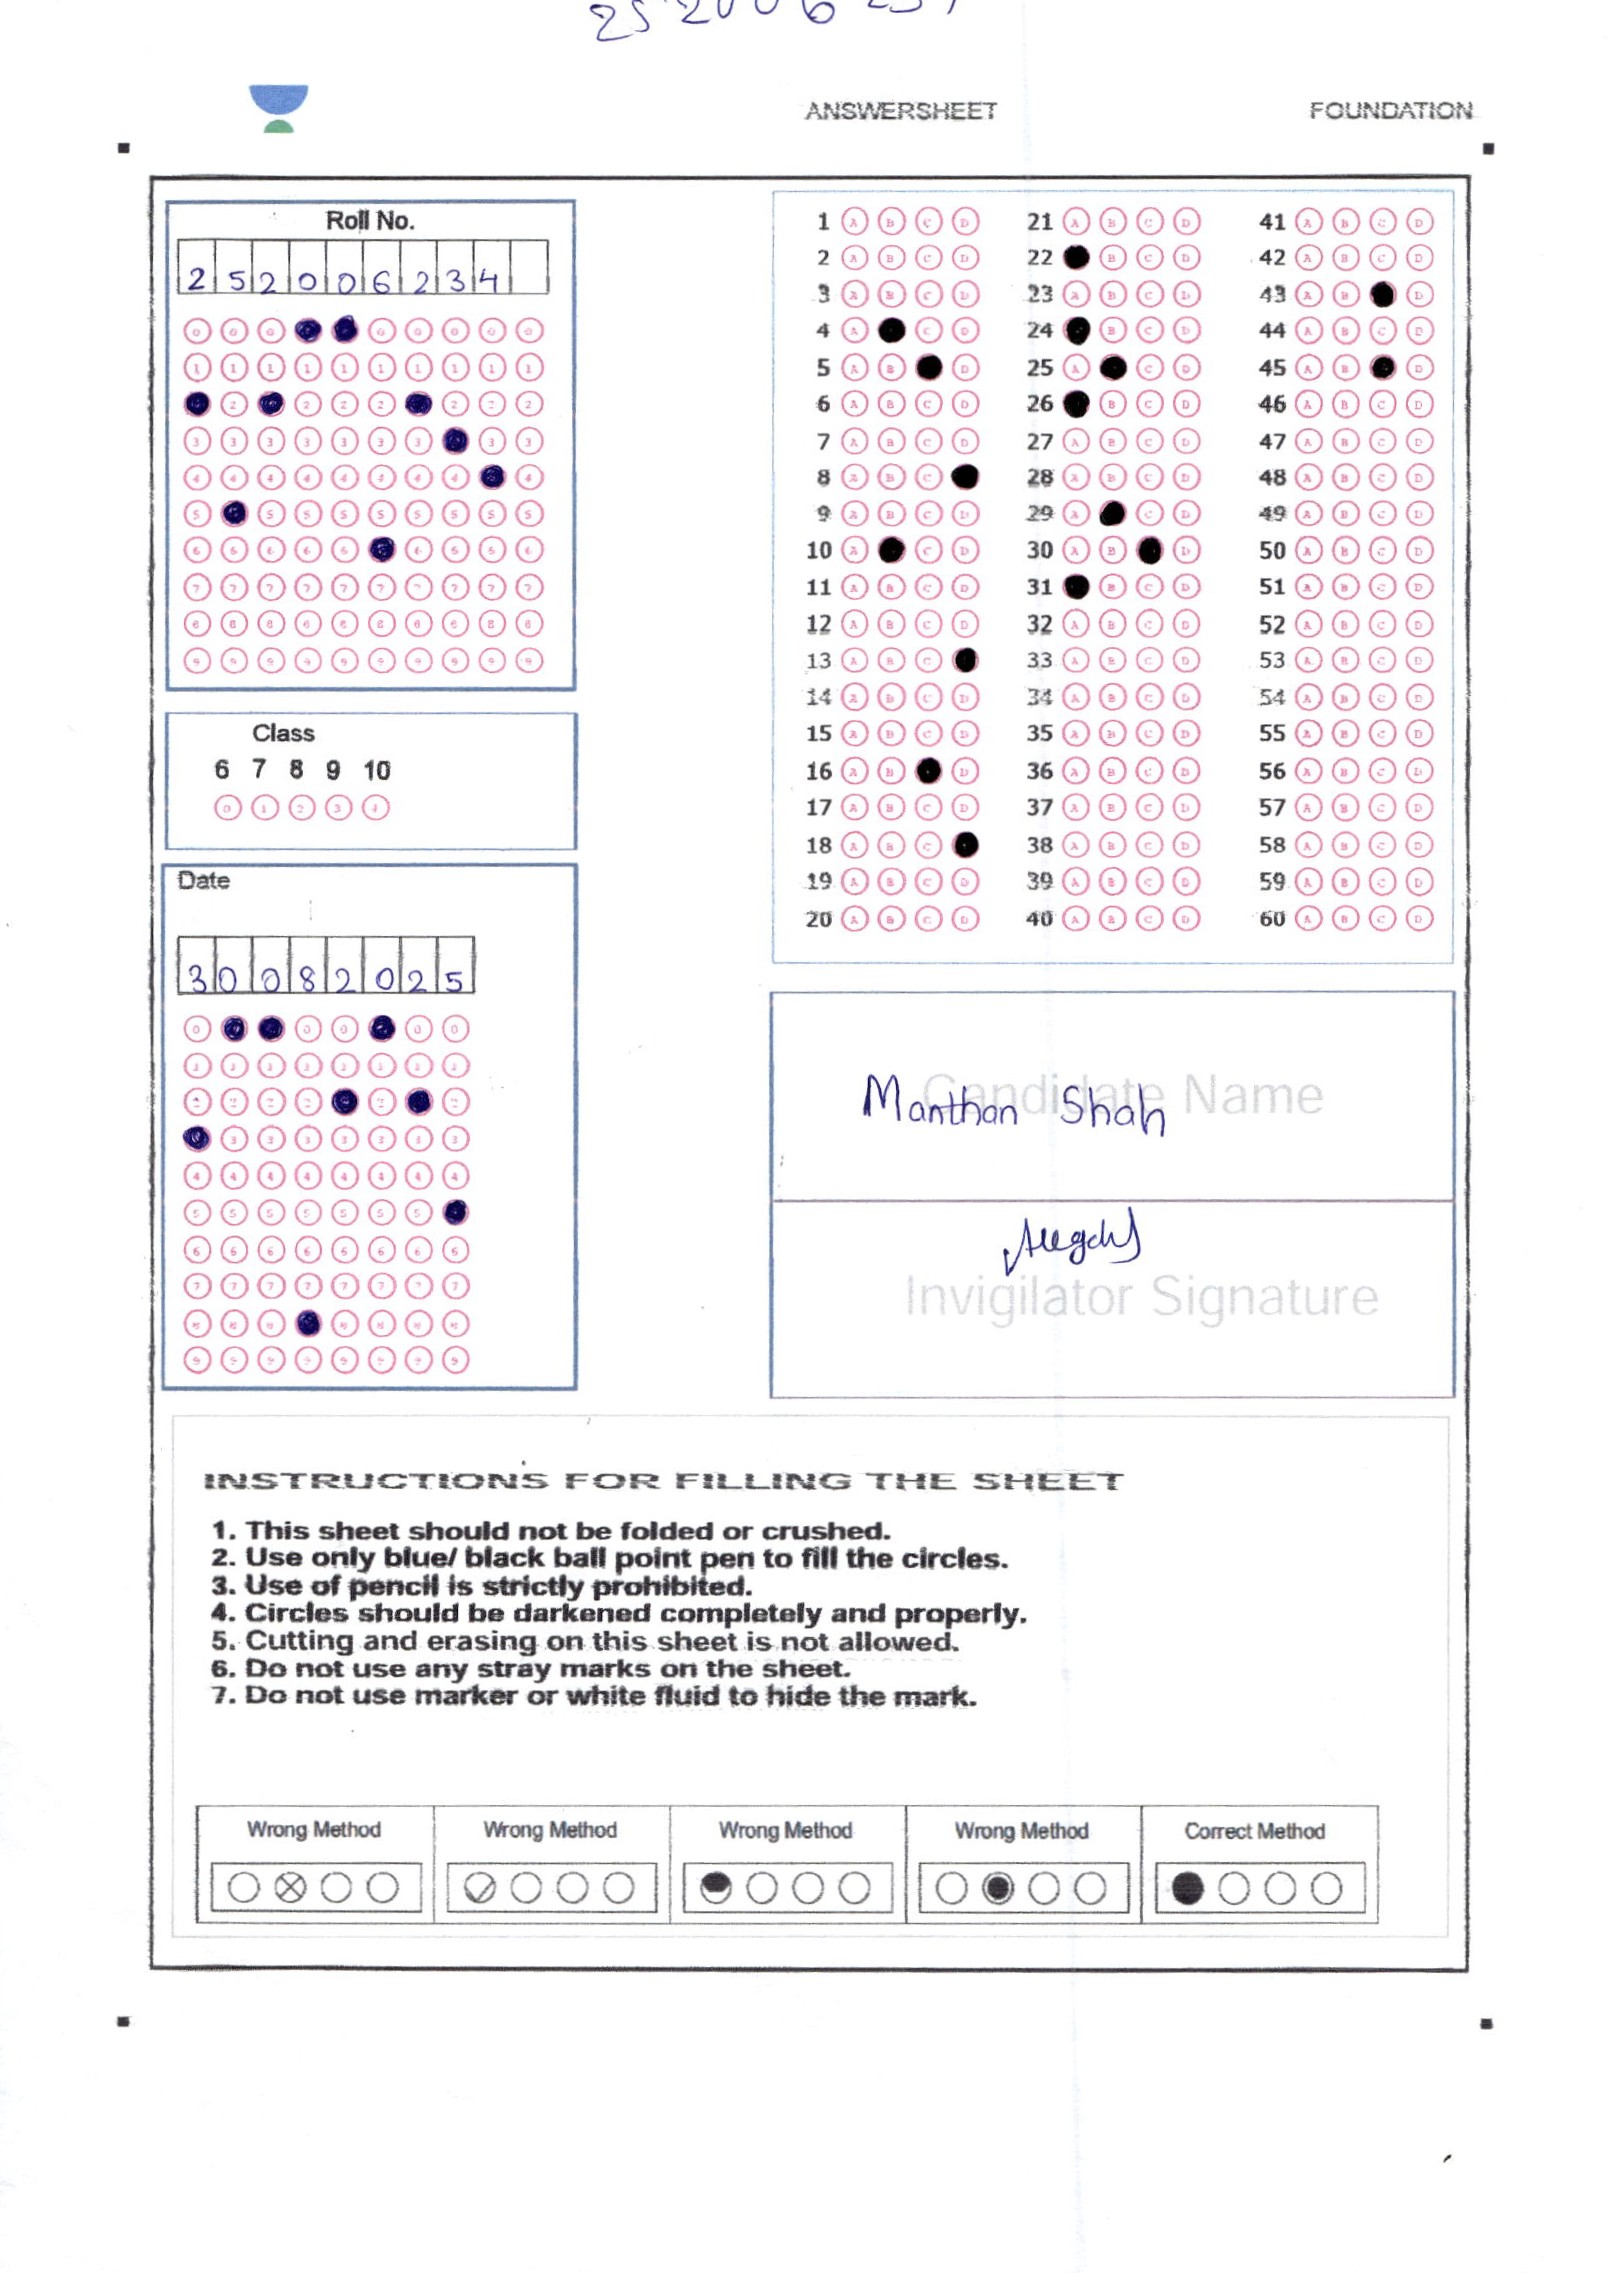 ANSWERSHEET FOUNDATION
Roll No.
2 5 2 0 0 6 2 3 4
Class
6 7 8 9 10
Date
3 0 0 8 2 0 2 5
1 A B C D 21 A B C D 41 A B C D
2 A B C D 22 B C D 42 A B C D
3 A B C D 23 A B C D 43 A B D
4 A C D 24 B C D 44 A B C D
5 A B D 25 A C D 45 A B D
6 A B C D 26 B C D 46 A B C D
7 A B C D 27 A B C D 47 A B C D
8 A B C 28 A B C D 48 A B C D
9 A B C D 29 A C D 49 A B C D
10 A C D 30 A B D 50 A B C D
11 A B C D 31 B C D 51 A B C D
12 A B C D 32 A B C D 52 A B C D
13 A B C 33 A B C D 53 A B C D
14 A B C D 34 A B C D 54 A B C D
15 A B C D 35 A B C D 55 A B C D
16 A B D 36 A B C D 56 A B C D
17 A B C D 37 A B C D 57 A B C D
18 A B C 38 A B C D 58 A B C D
19 A B C D 39 A B C D 59 A B C D
20 A B C D 40 A B C D 60 A B C D
Candidate Name
Manthan Shah
Invigilator Signature
INSTRUCTIONS FOR FILLING THE SHEET
1. This sheet should not be folded or crushed.
2. Use only blue/ black ball point pen to fill the circles.
3. Use of pencil is strictly prohibited.
4. Circles should be darkened completely and properly.
5. Cutting and erasing on this sheet is not allowed.
6. Do not use any stray marks on the sheet.
7. Do not use marker or white fluid to hide the mark.
Wrong Method Wrong Method Wrong Method Wrong Method Correct Method